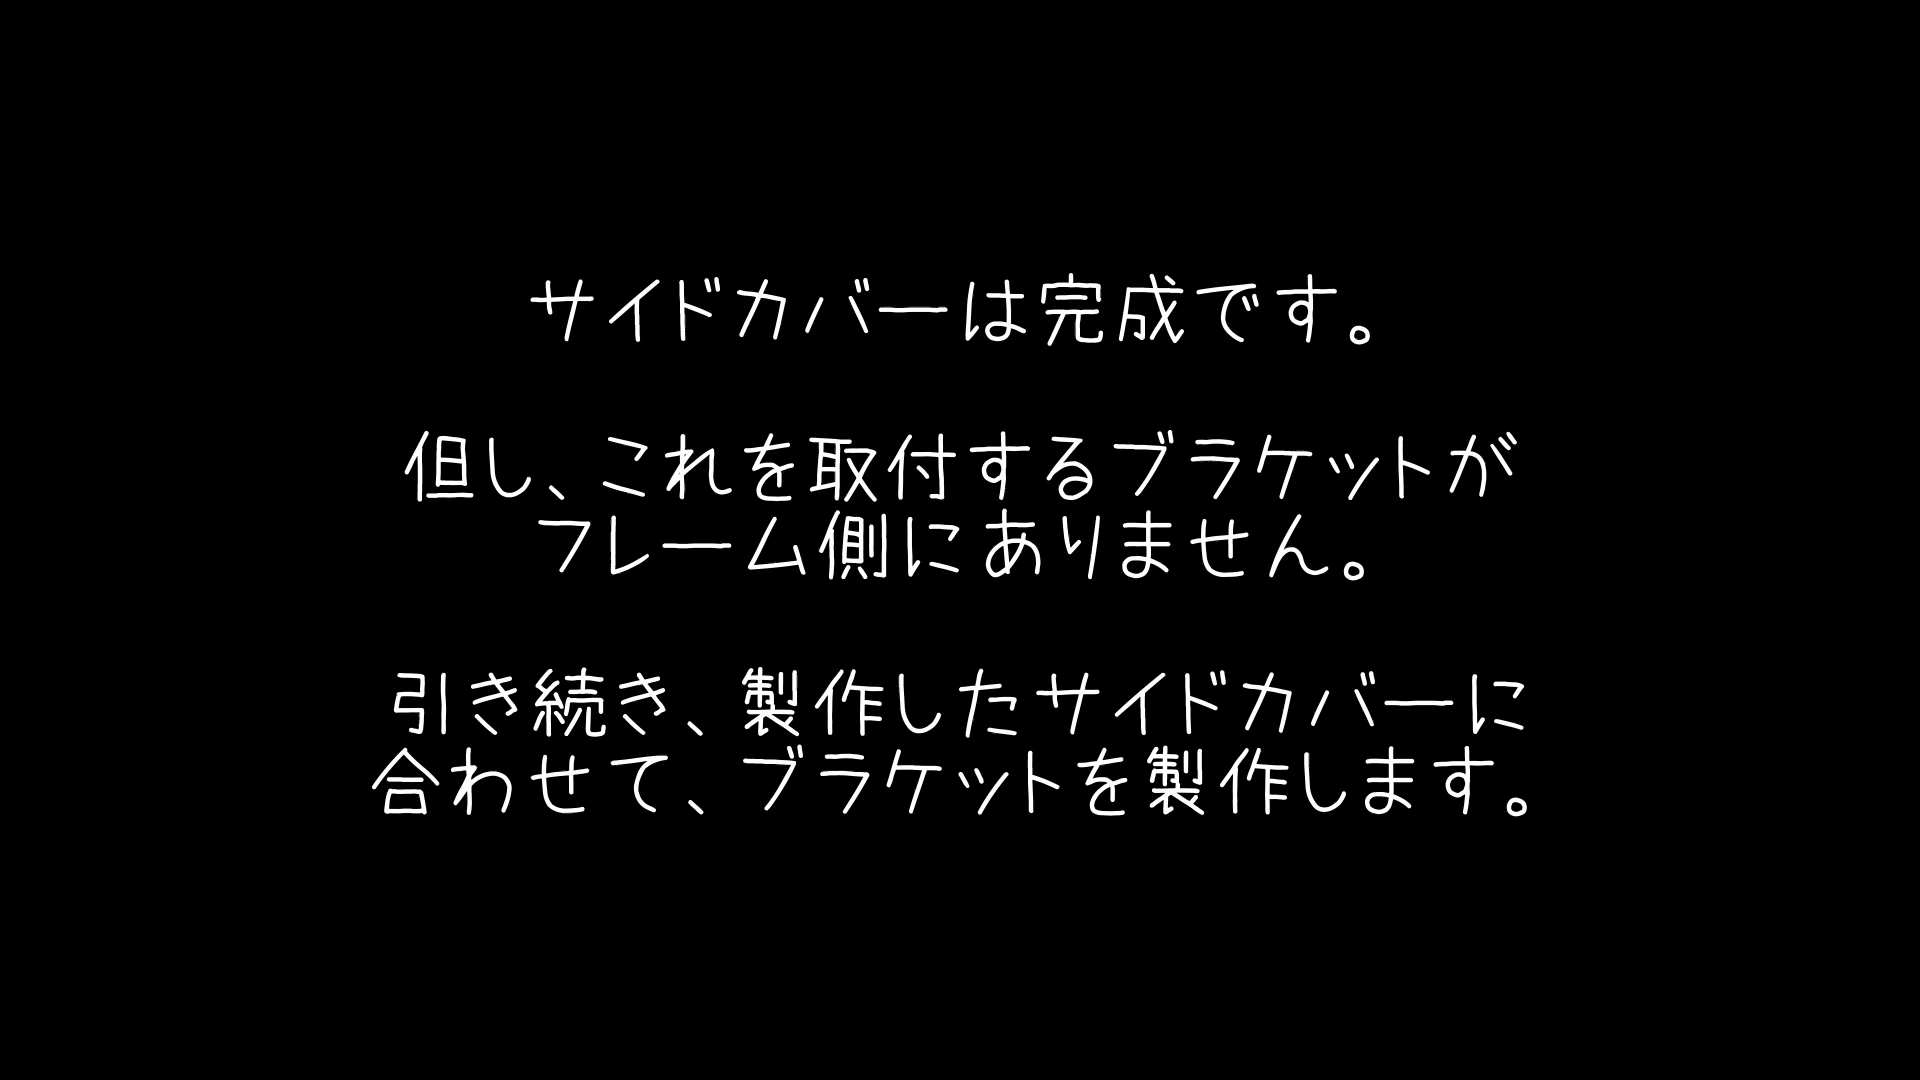 サイドカバーは完成です。
但し、これを取付するブラケットが
フレーム側にありません。
引き続き、製作したサイドカバーに
合わせて、ブラケットを製作します。